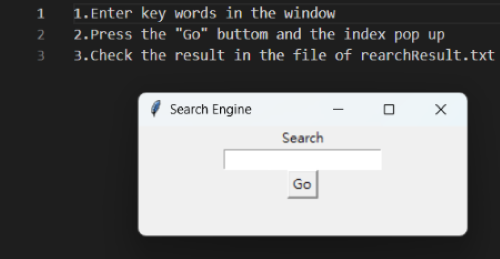 1 1.Enter key words in the window
2 2.Press the "Go" buttom and the index pop up
3 3.Check the result in the file of rearchResult.txt
Search Engine
Search
Go